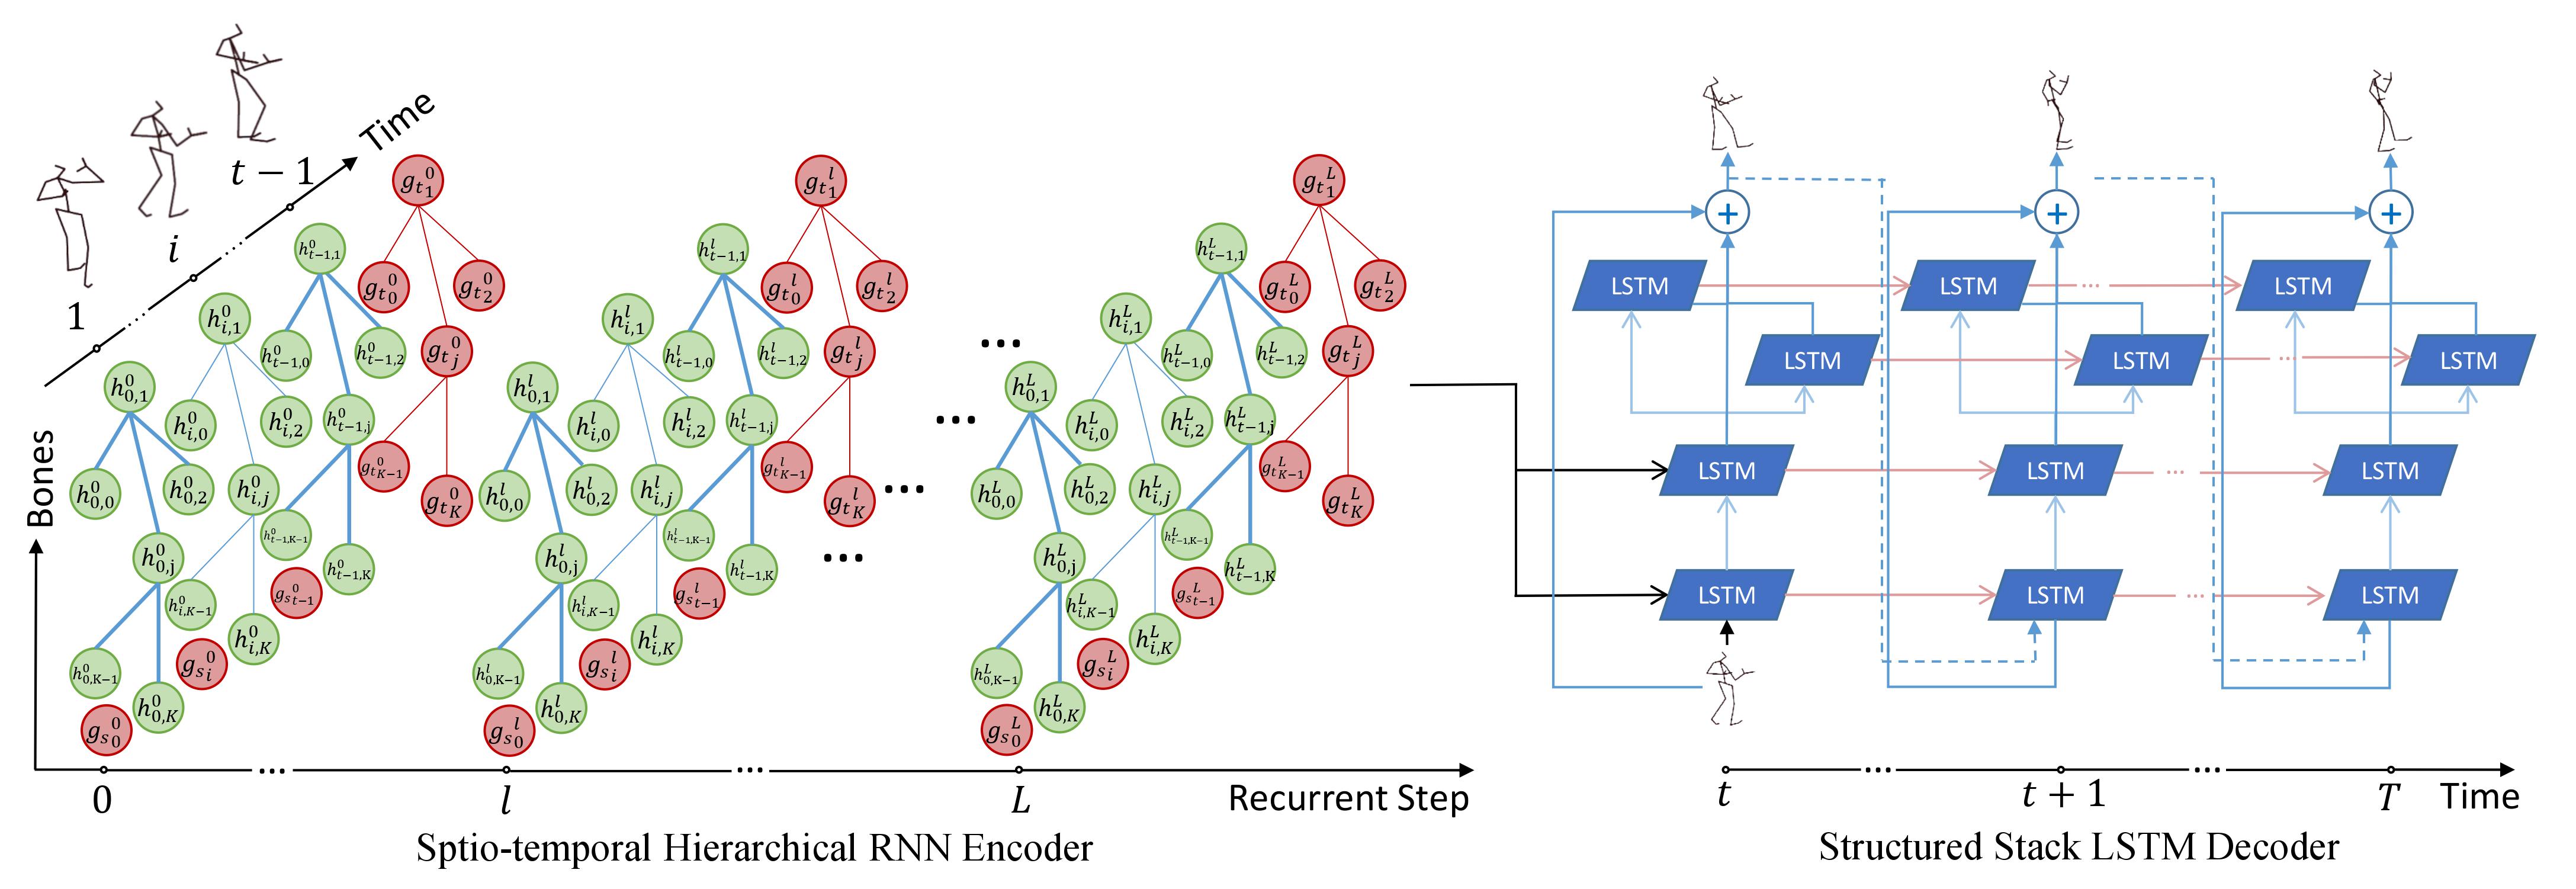 Time
t − 1
i
1
Bones
g_{t_1}^0
g_{t_0}^0
g_{t_2}^0
g_{t_j}^0
g_{t_{K−1}}^0
g_{t_K}^0
h_{t−1,1}^0
h_{t−1,0}^0
h_{t−1,2}^0
h_{t−1,j}^0
h_{t−1,K−1}^0
h_{t−1,K}^0
g_{s_{t−1}}^0
h_{i,1}^0
h_{i,0}^0
h_{i,2}^0
h_{i,j}^0
h_{i,K−1}^0
h_{i,K}^0
g_{s_i}^0
h_{0,1}^0
h_{0,0}^0
h_{0,2}^0
h_{0,j}^0
h_{0,K−1}^0
h_{0,K}^0
g_{s_0}^0
g_{t_1}^l
g_{t_0}^l
g_{t_2}^l
g_{t_j}^l
g_{t_{K−1}}^l
g_{t_K}^l
h_{t−1,1}^l
h_{t−1,0}^l
h_{t−1,2}^l
h_{t−1,j}^l
h_{t−1,K−1}^l
h_{t−1,K}^l
g_{s_{t−1}}^l
h_{i,1}^l
h_{i,0}^l
h_{i,2}^l
h_{i,j}^l
h_{i,K−1}^l
h_{i,K}^l
g_{s_i}^l
h_{0,1}^l
h_{0,0}^l
h_{0,2}^l
h_{0,j}^l
h_{0,K−1}^l
h_{0,K}^l
g_{s_0}^l
...
...
...
...
g_{t_1}^L
g_{t_0}^L
g_{t_2}^L
g_{t_j}^L
g_{t_{K−1}}^L
g_{t_K}^L
h_{t−1,1}^L
h_{t−1,0}^L
h_{t−1,2}^L
h_{t−1,j}^L
h_{t−1,K−1}^L
h_{t−1,K}^L
g_{s_{t−1}}^L
h_{i,1}^L
h_{i,0}^L
h_{i,2}^L
h_{i,j}^L
h_{i,K−1}^L
h_{i,K}^L
g_{s_i}^L
h_{0,1}^L
h_{0,0}^L
h_{0,2}^L
h_{0,j}^L
h_{0,K−1}^L
h_{0,K}^L
g_{s_0}^L
... ...
0 l L Recurrent Step
Sptio-temporal Hierarchical RNN Encoder
+ + +
LSTM LSTM ... LSTM
LSTM LSTM ... LSTM
LSTM LSTM ... LSTM
LSTM LSTM ... LSTM
... ...
t t + 1 T Time
Structured Stack LSTM Decoder